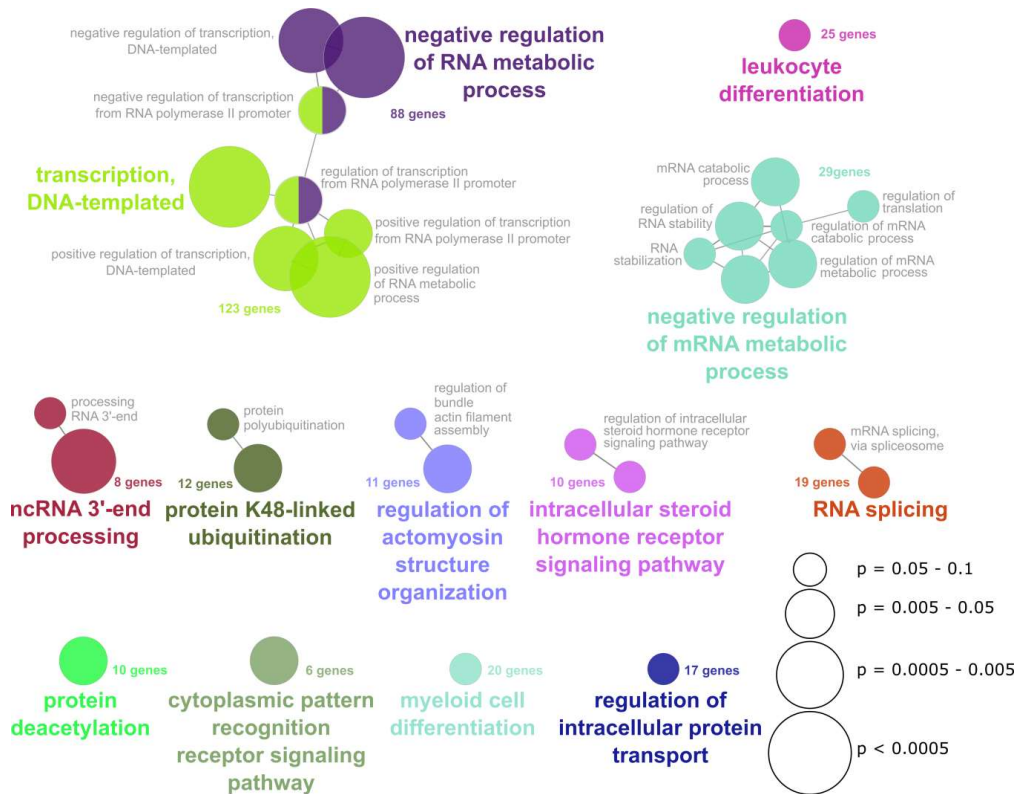 negative regulation of transcription,
DNA-templated
negative regulation
of RNA metabolic
process
88 genes
negative regulation of transcription
from RNA polymerase II promoter
25 genes
leukocyte
differentiation
transcription,
DNA-templated
regulation of transcription
from RNA polymerase II promoter
positive regulation of transcription
from RNA polymerase II promoter
positive regulation of transcription,
DNA-templated
positive regulation
of RNA metabolic
process
123 genes
mRNA catabolic
process
29genes
regulation of
translation
regulation of
RNA stability
regulation of mRNA
catabolic process
RNA
stabilization
regulation of mRNA
metabolic process
negative regulation
of mRNA metabolic
process
processing
RNA 3'-end
8 genes
ncRNA 3'-end
processing
protein
polyubiquitination
12 genes
protein K48-linked
ubiquitination
regulation of
bundle
actin filament
assembly
11 genes
regulation of
actomyosin
structure
organization
regulation of intracellular
steroid hormone receptor
signaling pathway
10 genes
intracellular steroid
hormone receptor
signaling pathway
mRNA splicing,
via spliceosome
19 genes
RNA splicing
p = 0.05 - 0.1
p = 0.005 - 0.05
p = 0.0005 - 0.005
p < 0.0005
10 genes
protein
deacetylation
6 genes
cytoplasmic pattern
recognition
receptor signaling
pathway
20 genes
myeloid cell
differentiation
17 genes
regulation of
intracellular protein
transport